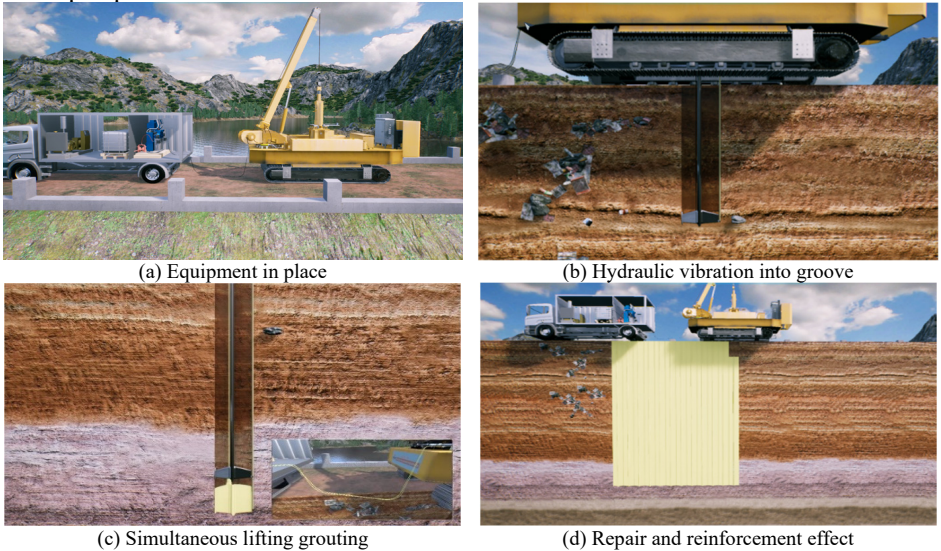 (a) Equipment in place
(b) Hydraulic vibration into groove
(c) Simultaneous lifting grouting
(d) Repair and reinforcement effect